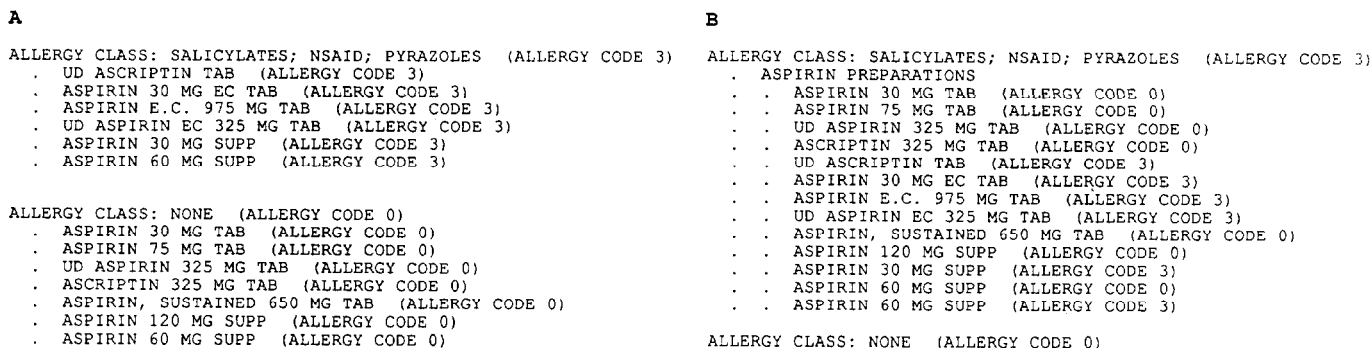 A
ALLERGY CLASS: SALICYLATES; NSAID; PYRAZOLES (ALLERGY CODE 3)
. UD ASCRIPTIN TAB (ALLERGY CODE 3)
. ASPIRIN 30 MG EC TAB (ALLERGY CODE 3)
. ASPIRIN E.C. 975 MG TAB (ALLERGY CODE 3)
. UD ASPIRIN EC 325 MG TAB (ALLERGY CODE 3)
. ASPIRIN 30 MG SUPP (ALLERGY CODE 3)
. ASPIRIN 60 MG SUPP (ALLERGY CODE 3)
ALLERGY CLASS: NONE (ALLERGY CODE 0)
. ASPIRIN 30 MG TAB (ALLERGY CODE 0)
. ASPIRIN 75 MG TAB (ALLERGY CODE 0)
. UD ASPIRIN 325 MG TAB (ALLERGY CODE 0)
. ASCRIPTIN 325 MG TAB (ALLERGY CODE 0)
. ASPIRIN, SUSTAINED 650 MG TAB (ALLERGY CODE 0)
. ASPIRIN 120 MG SUPP (ALLERGY CODE 0)
. ASPIRIN 60 MG SUPP (ALLERGY CODE 0)
B
ALLERGY CLASS: SALICYLATES; NSAID; PYRAZOLES (ALLERGY CODE 3)
. ASPIRIN PREPARATIONS
. . ASPIRIN 30 MG TAB (ALLERGY CODE 0)
. . ASPIRIN 75 MG TAB (ALLERGY CODE 0)
. . UD ASPIRIN 325 MG TAB (ALLERGY CODE 0)
. . ASCRIPTIN 325 MG TAB (ALLERGY CODE 0)
. . UD ASCRIPTIN TAB (ALLERGY CODE 3)
. . ASPIRIN 30 MG EC TAB (ALLERGY CODE 3)
. . ASPIRIN E.C. 975 MG TAB (ALLERGY CODE 3)
. . UD ASPIRIN EC 325 MG TAB (ALLERGY CODE 3)
. . ASPIRIN, SUSTAINED 650 MG TAB (ALLERGY CODE 0)
. . ASPIRIN 120 MG SUPP (ALLERGY CODE 0)
. . ASPIRIN 30 MG SUPP (ALLERGY CODE 3)
. . ASPIRIN 60 MG SUPP (ALLERGY CODE 0)
. . ASPIRIN 60 MG SUPP (ALLERGY CODE 3)
ALLERGY CLASS: NONE (ALLERGY CODE 0)